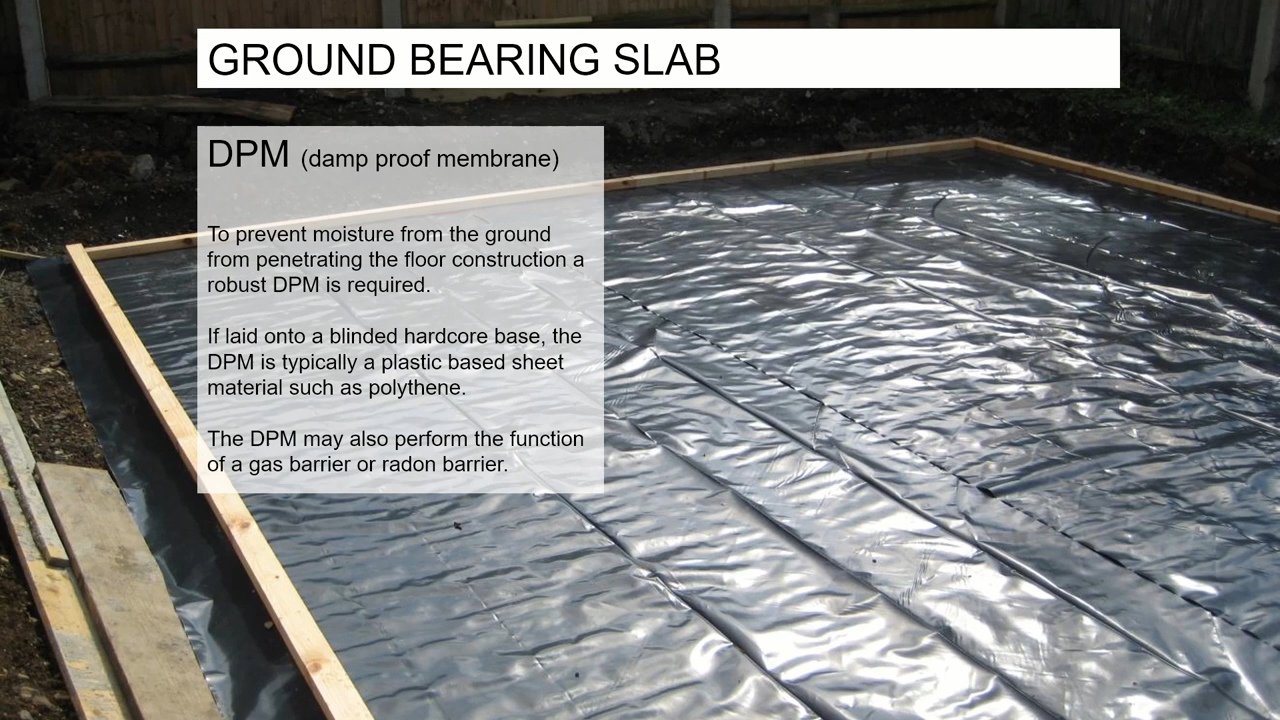 GROUND BEARING SLAB
DPM (damp proof membrane)
To prevent moisture from the ground
from penetrating the floor construction a
robust DPM is required.
If laid onto a blinded hardcore base, the
DPM is typically a plastic based sheet
material such as polythene.
The DPM may also perform the function
of a gas barrier or radon barrier.